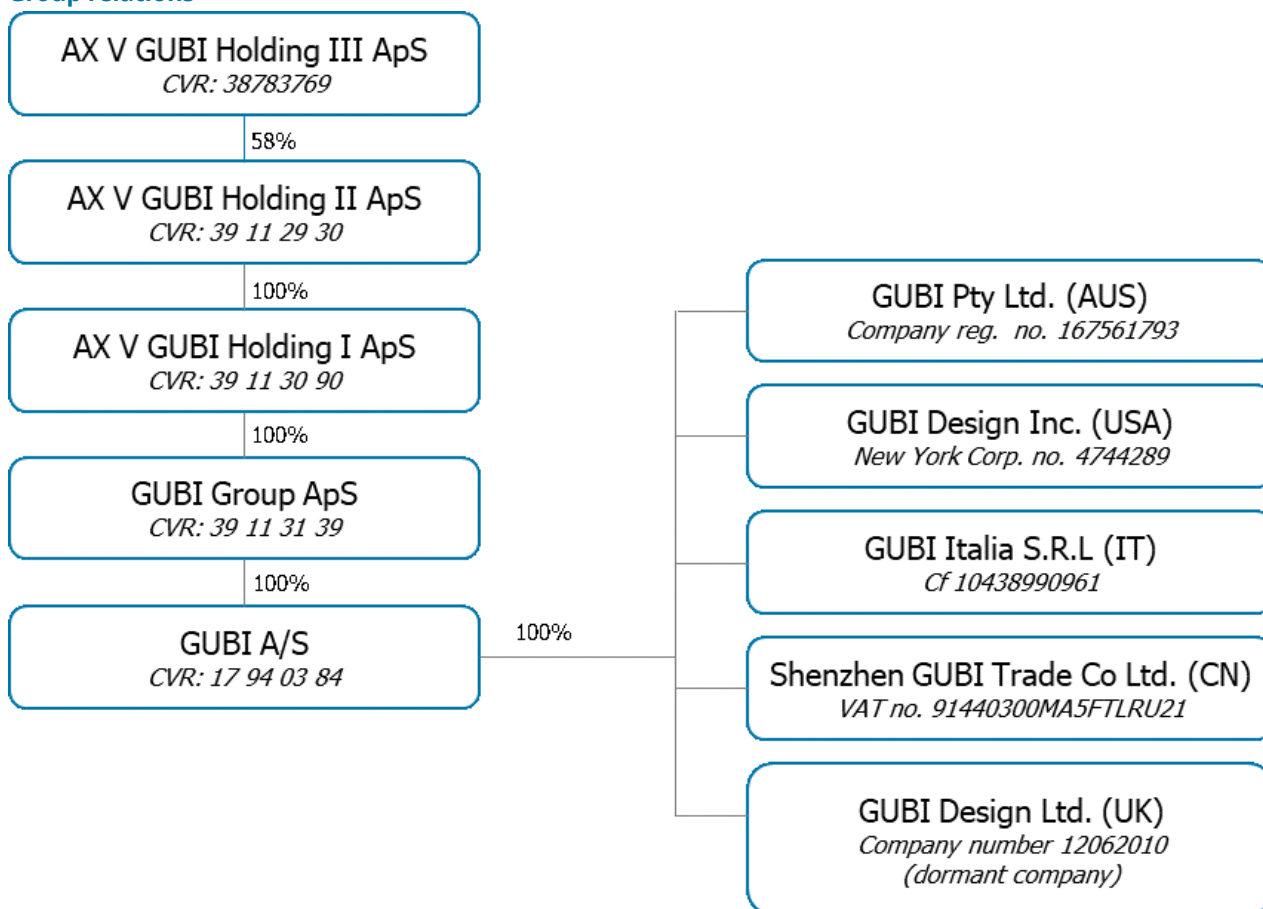 Group relations
AX V GUBI Holding III ApS
CVR: 38783769
58%
AX V GUBI Holding II ApS
CVR: 39 11 29 30
100%
AX V GUBI Holding I ApS
CVR: 39 11 30 90
100%
GUBI Group ApS
CVR: 39 11 31 39
100%
GUBI A/S
CVR: 17 94 03 84
100%
GUBI Pty Ltd. (AUS)
Company reg. no. 167561793
GUBI Design Inc. (USA)
New York Corp. no. 4744289
GUBI Italia S.R.L (IT)
Cf 10438990961
Shenzhen GUBI Trade Co Ltd. (CN)
VAT no. 91440300MA5FTLRU21
GUBI Design Ltd. (UK)
Company number 12062010
(dormant company)